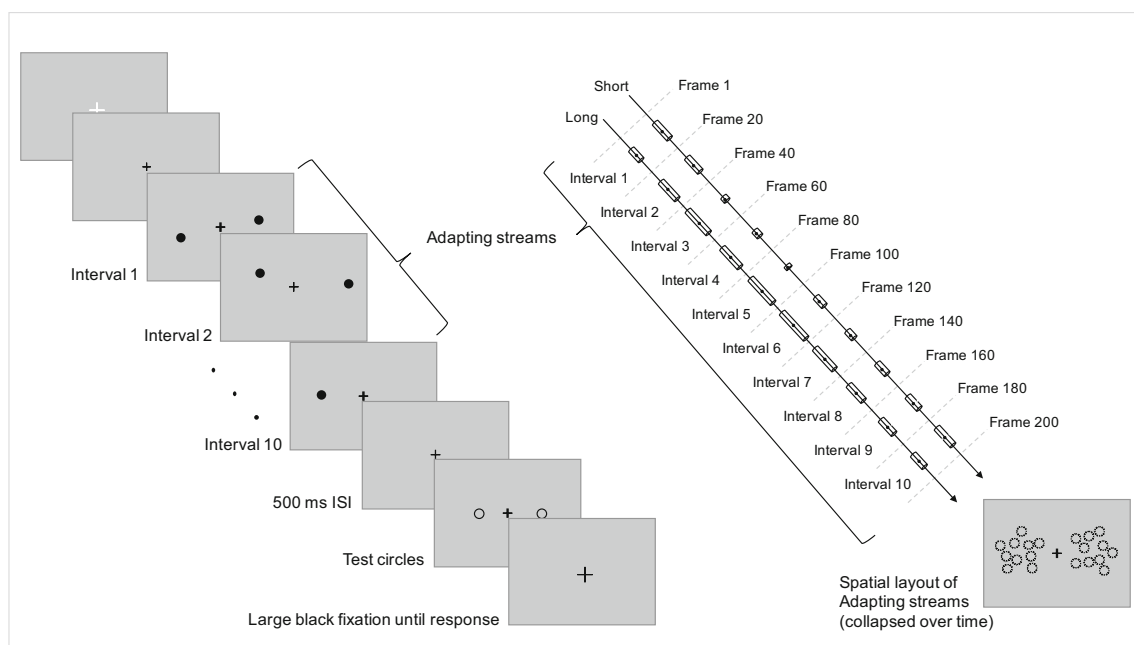 Interval 1
Interval 2
Interval 10
500 ms ISI
Test circles
Large black fixation until response
Adapting streams
Short
Long
Frame 1
Frame 20
Frame 40
Frame 60
Frame 80
Frame 100
Frame 120
Frame 140
Frame 160
Frame 180
Frame 200
Interval 1
Interval 2
Interval 3
Interval 4
Interval 5
Interval 6
Interval 7
Interval 8
Interval 9
Interval 10
Spatial layout of
Adapting streams
(collapsed over time)